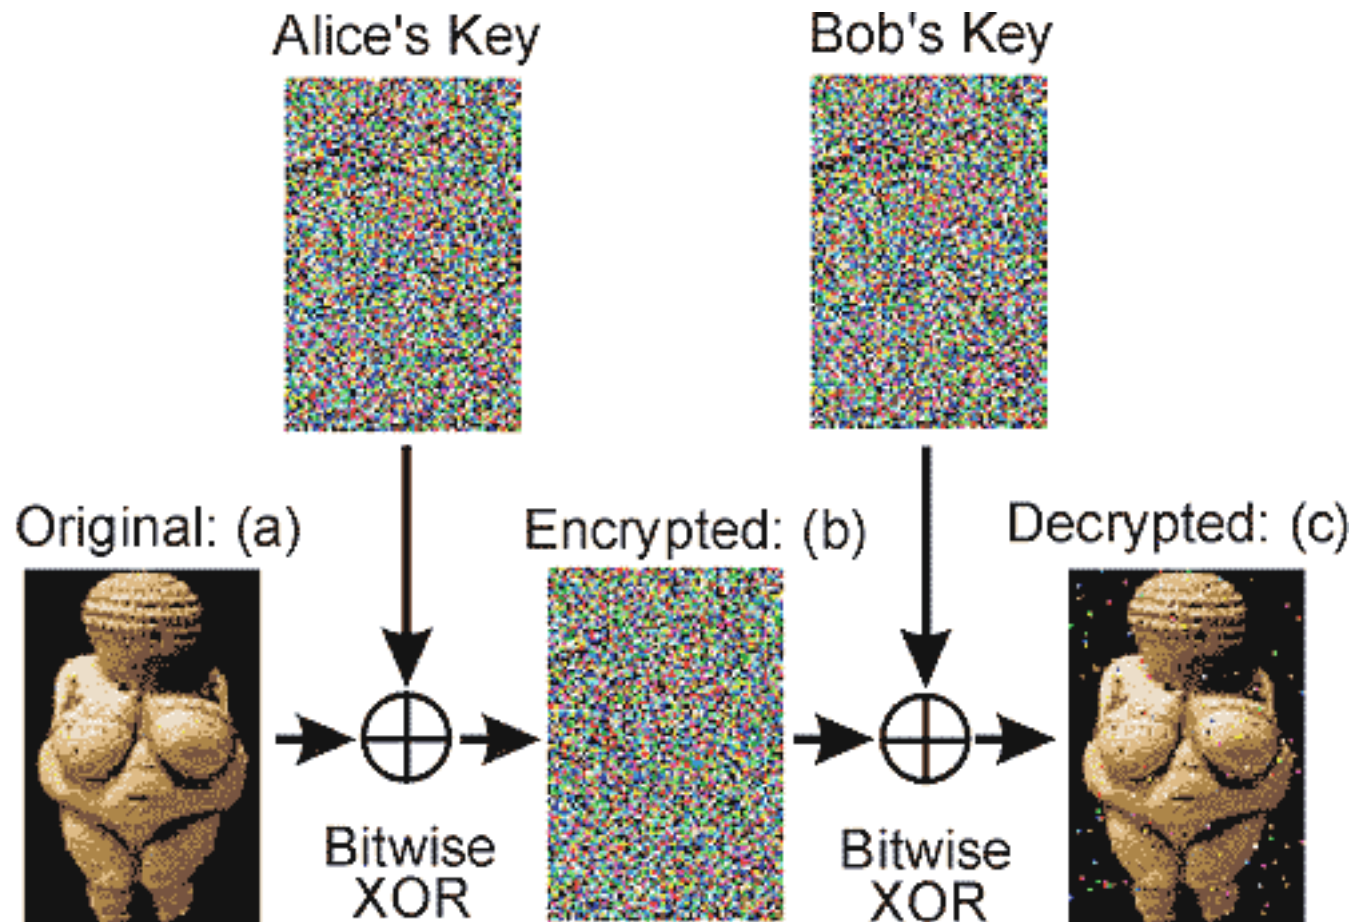 Alice's Key
Bob's Key
Original: (a)
Encrypted: (b)
Decrypted: (c)
Bitwise
XOR
Bitwise
XOR